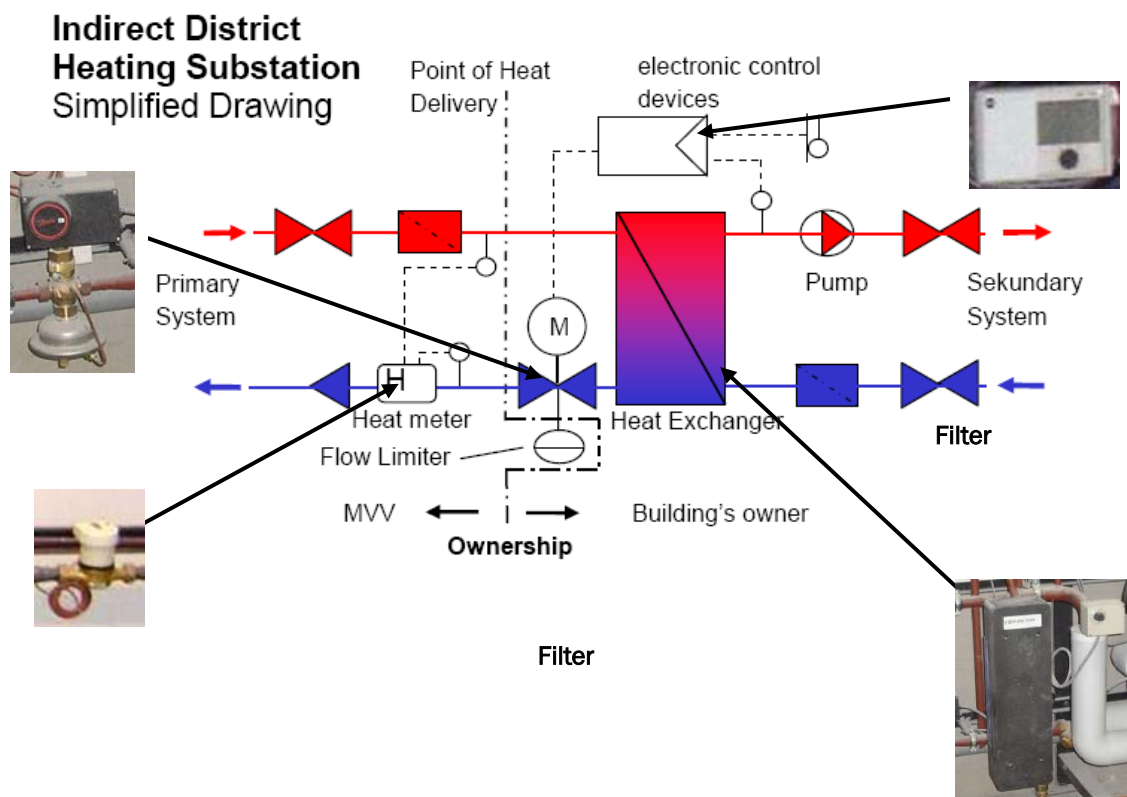 Indirect District
Heating Substation
Simplified Drawing
Point of Heat
Delivery
electronic control
devices
Primary
System
Pump
Sekundary
System
M
H
Heat meter
Heat Exchanger
Filter
Flow Limiter
MVV
Building's owner
Ownership
Filter